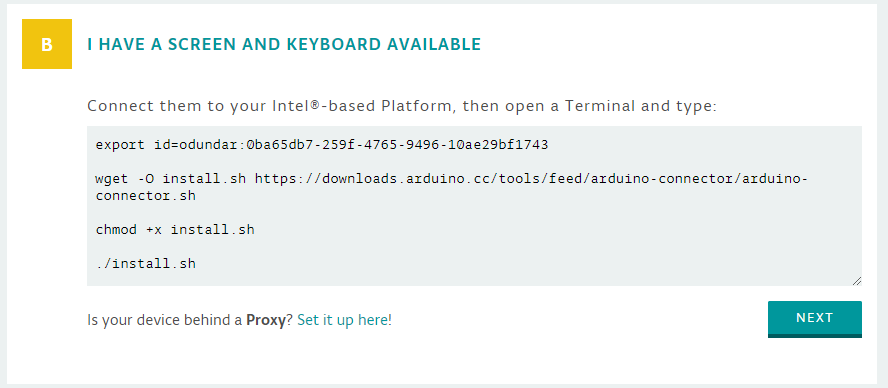 B
I HAVE A SCREEN AND KEYBOARD AVAILABLE
Connect them to your Intel®-based Platform, then open a Terminal and type:
export id=odundar:0ba65db7-259f-4765-9496-10ae29bf1743
wget -O install.sh https://downloads.arduino.cc/tools/feed/arduino-connector/arduino-
connector.sh
chmod +x install.sh
./install.sh
Is your device behind a Proxy? Set it up here!
NEXT